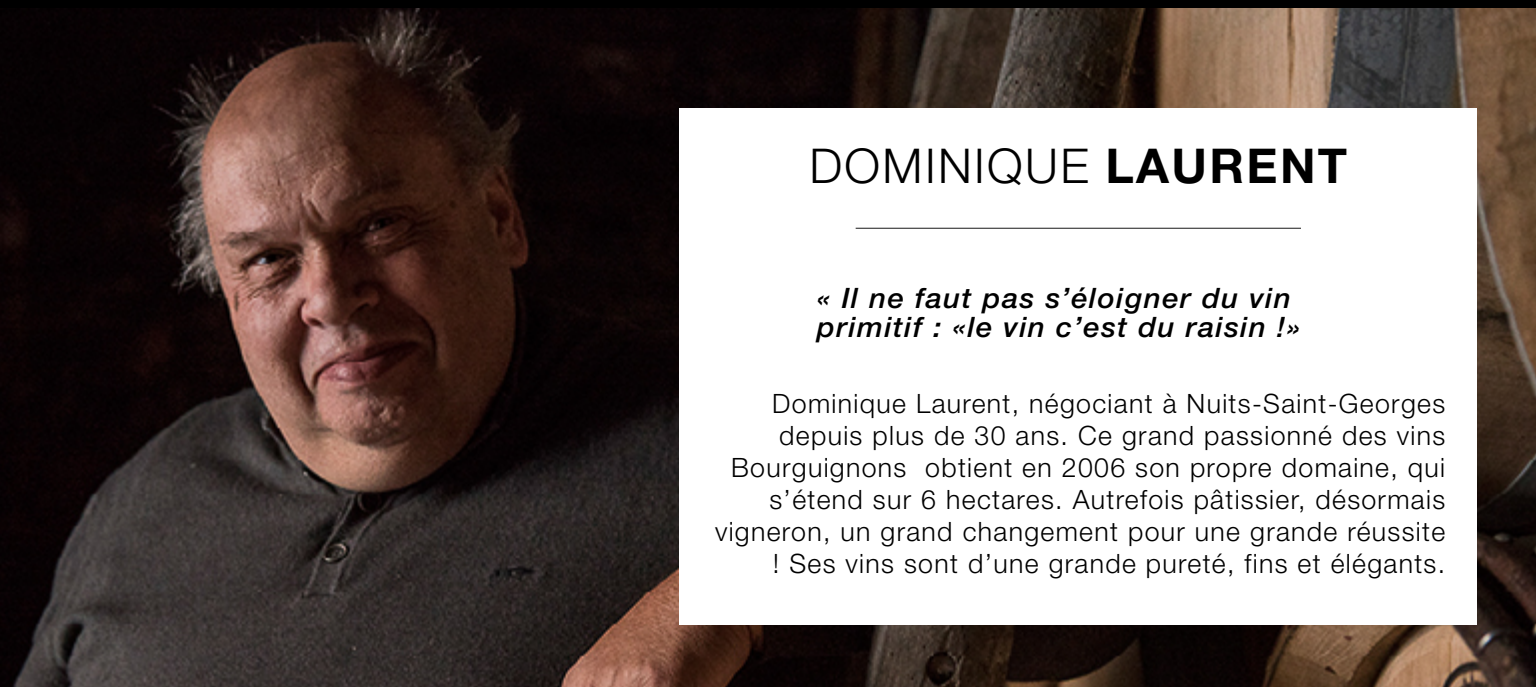 DOMINIQUE LAURENT
« Il ne faut pas s’éloigner du vin
primitif : «le vin c’est du raisin !»
Dominique Laurent, négociant à Nuits-Saint-Georges
depuis plus de 30 ans. Ce grand passionné des vins
Bourguignons  obtient en 2006 son propre domaine, qui
s’étend sur 6 hectares. Autrefois pâtissier, désormais
vigneron, un grand changement pour une grande réussite
! Ses vins sont d’une grande pureté, fins et élégants.